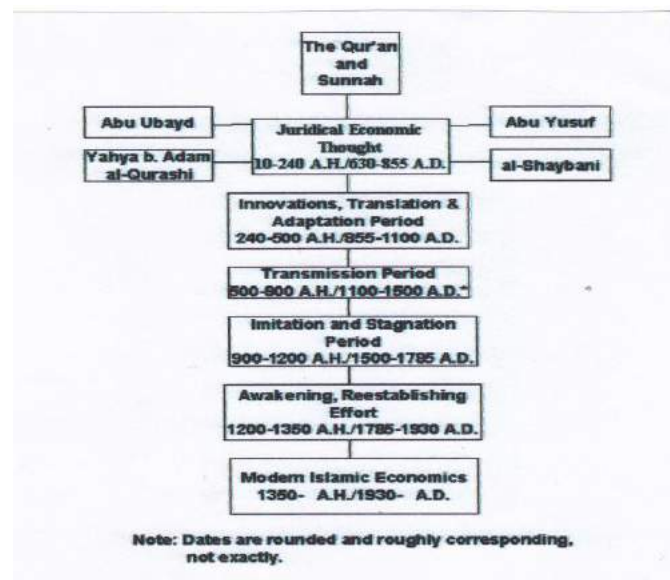 The Qur'an
and
Sunnah
Abu Ubayd
Abu Yusuf
Juridical Economic
Thought
10-240 A.H./630-855 A.D.
Yahya b. Adam
al-Qurashi
al-Shaybani
Innovations, Translation &
Adaptation Period
240-500 A.H./855-1100 A.D.
Transmission Period
500-900 A.H./1100-1500 A.D.*
Imitation and Stagnation
Period
900-1200 A.H./1500-1785 A.D.
Awakening, Reestablishing
Effort
1200-1350 A.H./1785-1930 A.D.
Modern Islamic Economics
1350- A.H./1930- A.D.
Note: Dates are rounded and roughly corresponding,
not exactly.